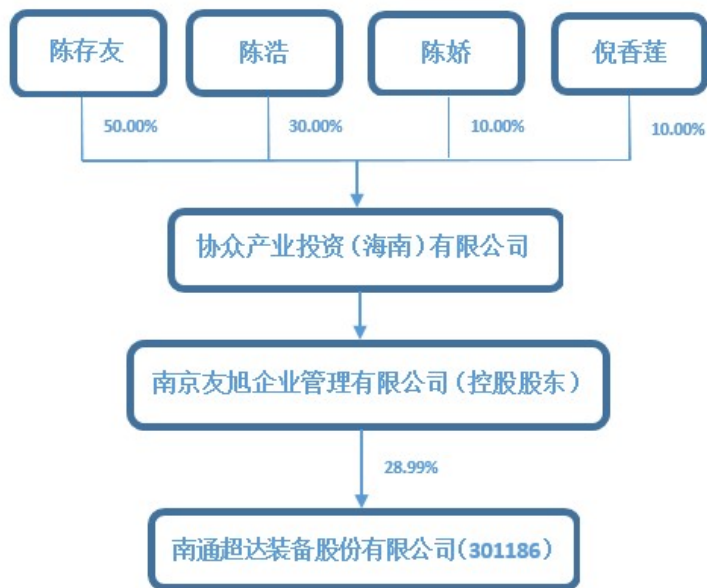 陈存友
陈浩
陈娇
倪香莲
50.00%
30.00%
10.00%
10.00%
协众产业投资(海南)有限公司
南京友旭企业管理有限公司(控股股东)
28.99%
南通超达装备股份有限公司(301186)